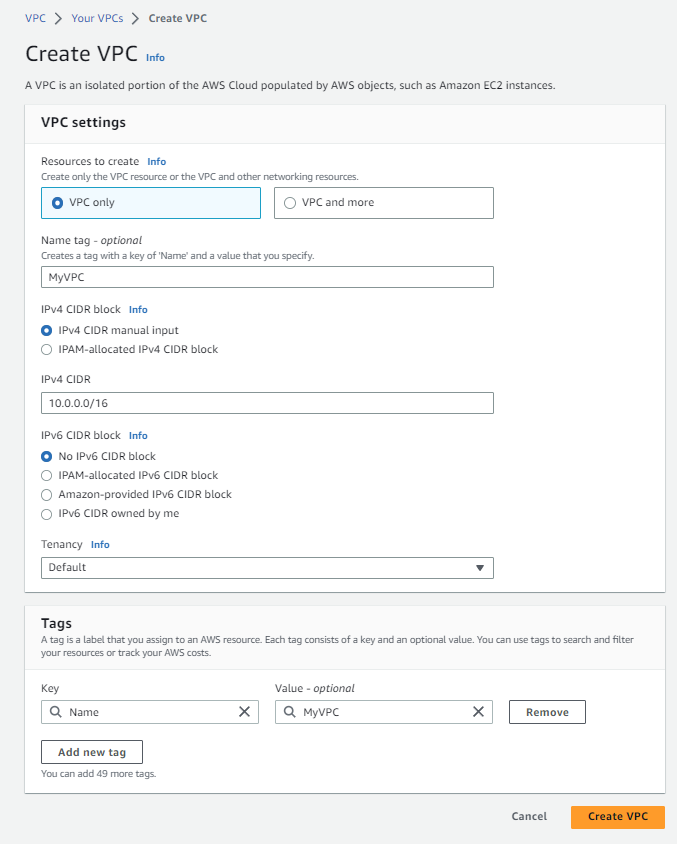 VPC > Your VPCs > Create VPC
Create VPC Info
A VPC is an isolated portion of the AWS Cloud populated by AWS objects, such as Amazon EC2 instances.
VPC settings
Resources to create Info
Create only the VPC resource or the VPC and other networking resources.
VPC only
VPC and more
Name tag - optional
Creates a tag with a key of 'Name' and a value that you specify.
MyVPC
IPv4 CIDR block Info
IPv4 CIDR manual input
IPAM-allocated IPv4 CIDR block
IPv4 CIDR
10.0.0.0/16
IPv6 CIDR block Info
No IPv6 CIDR block
IPAM-allocated IPv6 CIDR block
Amazon-provided IPv6 CIDR block
IPv6 CIDR owned by me
Tenancy Info
Default
Tags
A tag is a label that you assign to an AWS resource. Each tag consists of a key and an optional value. You can use tags to search and filter
your resources or track your AWS costs.
Key
Value - optional
Name
MyVPC
Remove
Add new tag
You can add 49 more tags.
Cancel
Create VPC